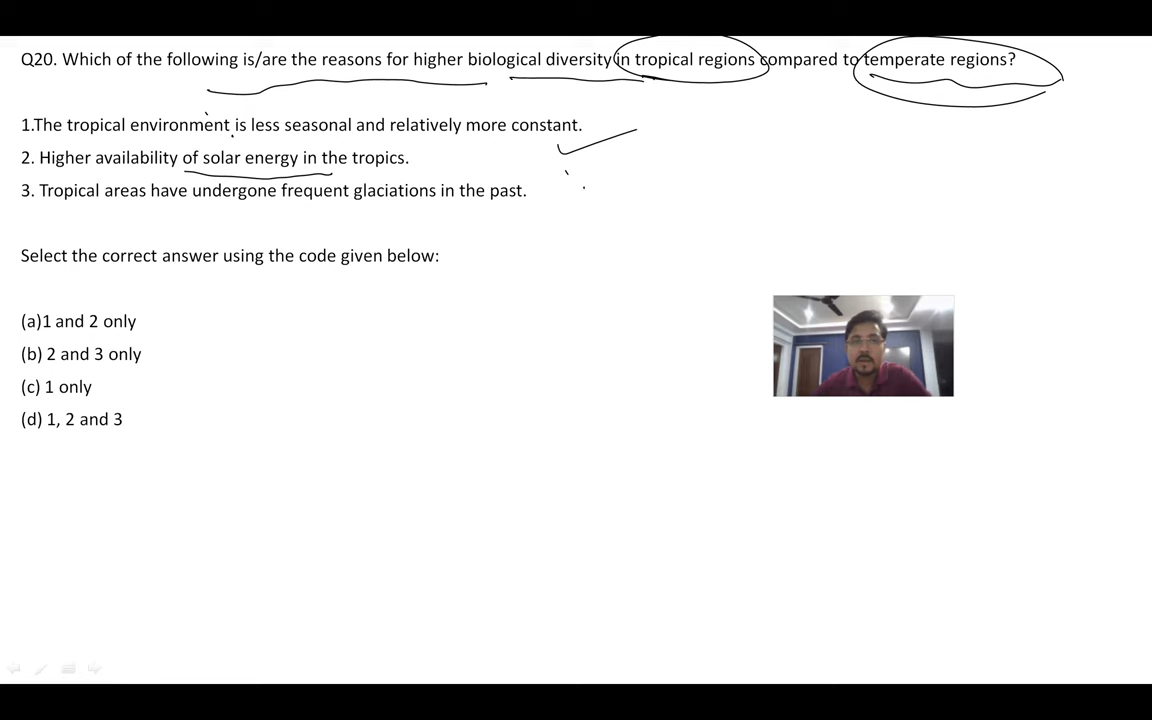 Q20. Which of the following is/are the reasons for higher biological diversity in tropical regions compared to temperate regions?
1.The tropical environment is less seasonal and relatively more constant.
2. Higher availability of solar energy in the tropics.
3. Tropical areas have undergone frequent glaciations in the past.
Select the correct answer using the code given below:
(a)1 and 2 only
(b) 2 and 3 only
(c) 1 only
(d) 1, 2 and 3